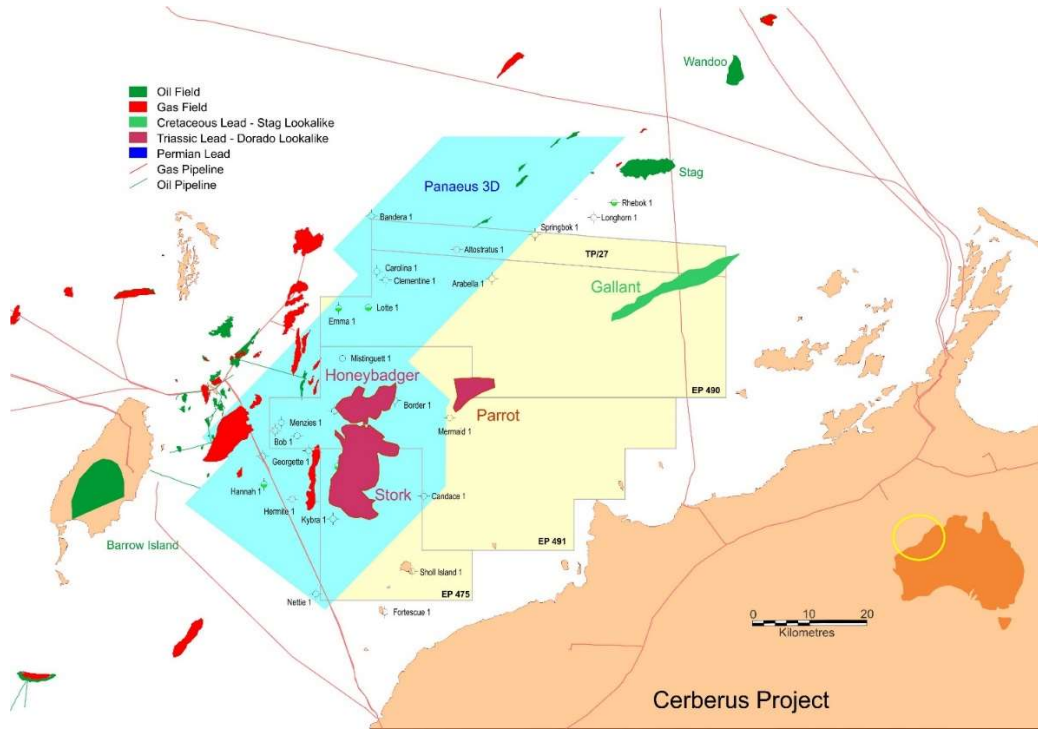 Wandoo
Oil Field
Gas Field
Cretaceous Lead - Stag Lookalike
Triassic Lead - Dorado Lookalike
Permian Lead
Gas Pipeline
Oil Pipeline
Panaeus 3D
Stag
Rhebok 1
Bandera 1
Longhorn 1
Springbok 1
Altostratus 1
TP/27
Carolina 1
Clementine 1
Arabella 1
Gallant
Emma 1
Lotte 1
Mistinguett 1
Honeybadger
EP 490
Border 1
Parrot
Menzies 1
Mermaid 1
Bob 1
Georgette 1
Hannah 1
Stork
Candace 1
Hermite 1
Kybra 1
Barrow Island
EP 491
Sholl Island 1
Nettie 1
EP 475
Fortescue 1
0 10 20
Kilometres
Cerberus Project